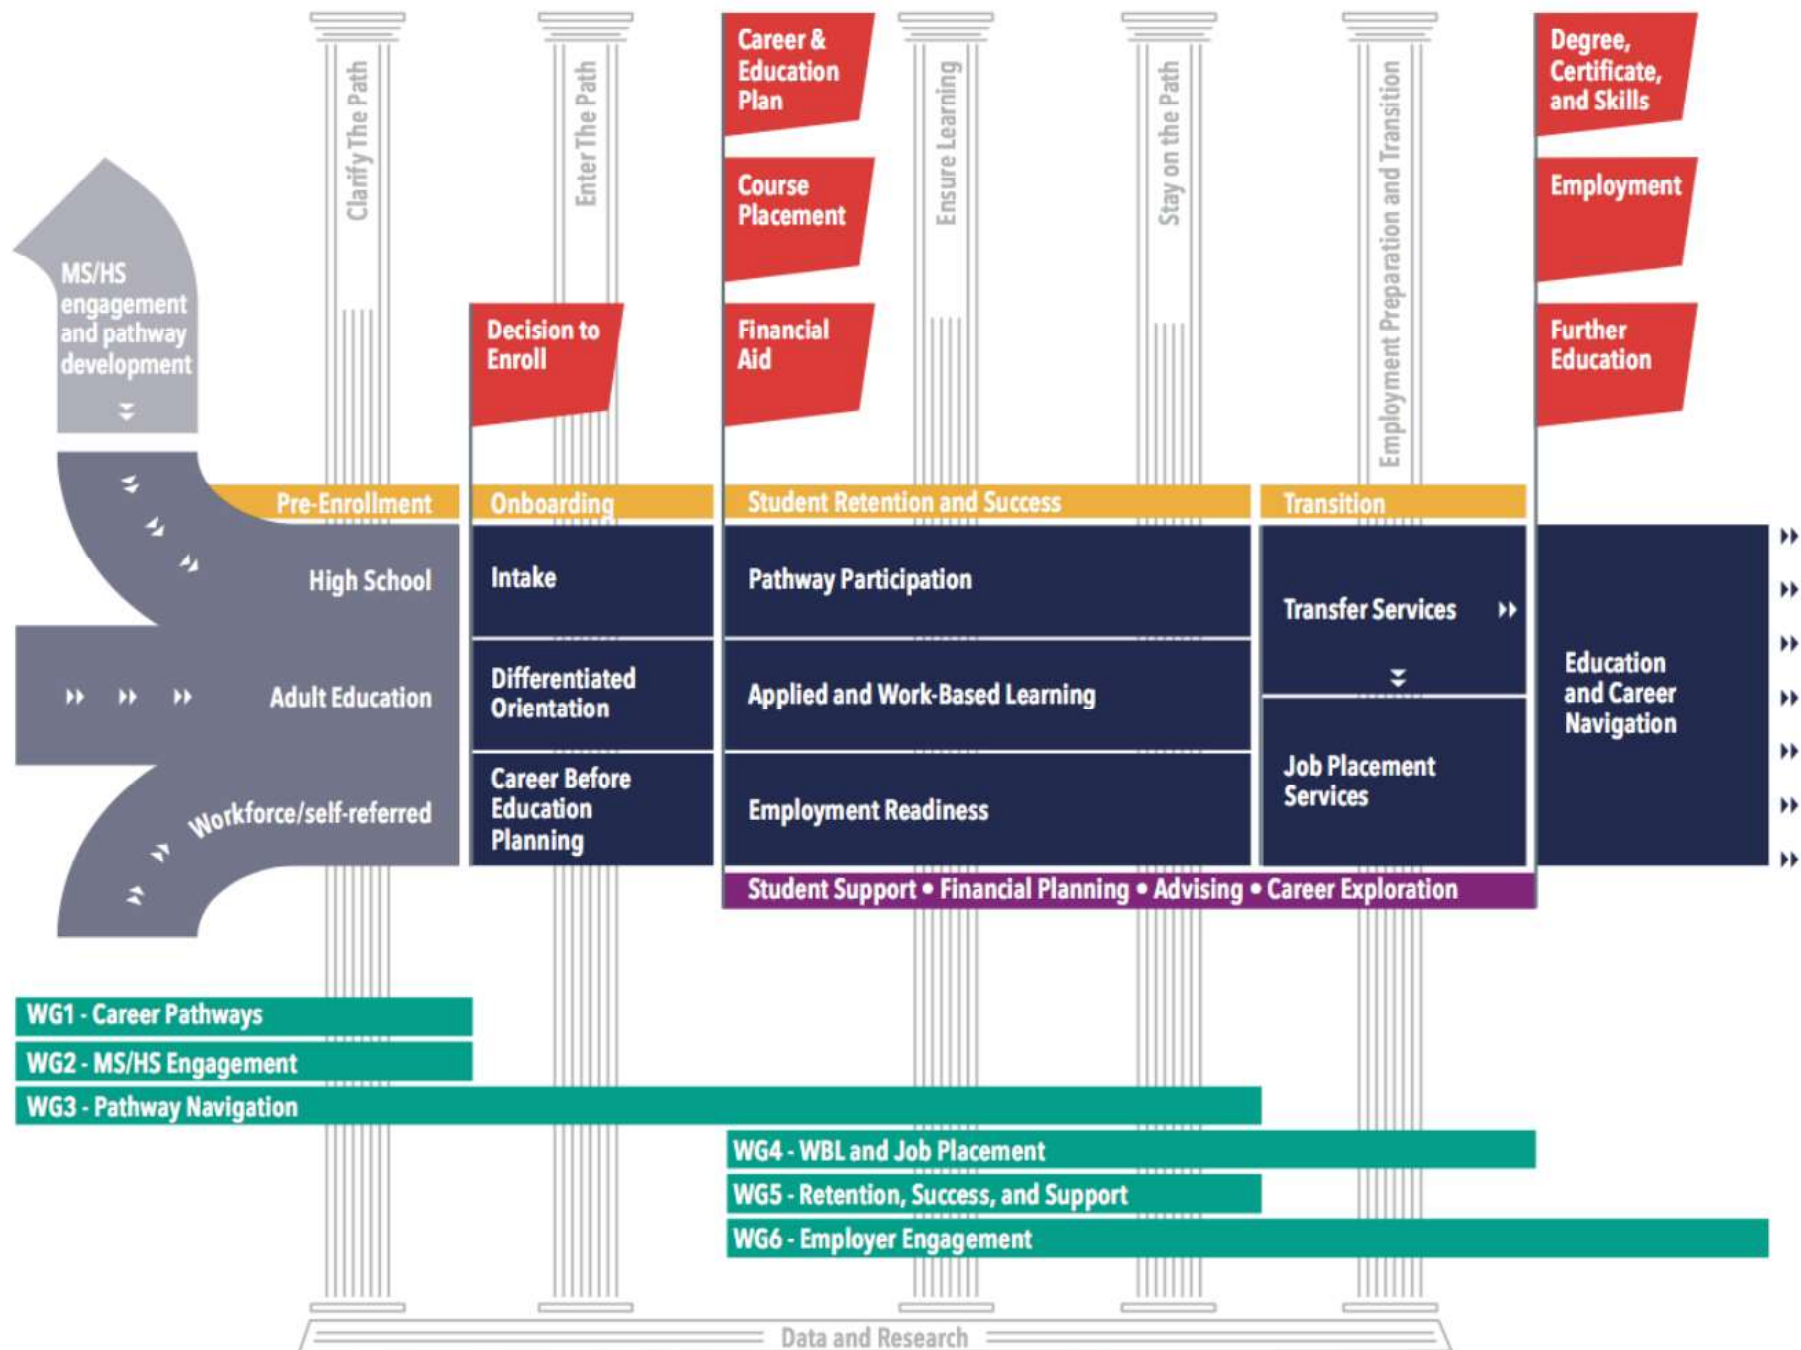 Clarify The Path
Enter The Path
Career &
Education
Plan
Ensure Learning
Stay on the Path
Employment Preparation and Transition
Degree,
Certificate,
and Skills
Course
Placement
Employment
MS/HS
engagement
and pathway
development
Decision to
Enroll
Financial
Aid
Further
Education
Pre-Enrollment
Onboarding
Student Retention and Success
Transition
High School
Adult Education
Workforce/self-referred
Intake
Differentiated
Orientation
Career Before
Education
Planning
Pathway Participation
Applied and Work-Based Learning
Employment Readiness
Transfer Services
Job Placement
Services
Education
and Career
Navigation
Student Support • Financial Planning • Advising • Career Exploration
WG1 - Career Pathways
WG2 - MS/HS Engagement
WG3 - Pathway Navigation
WG4 - WBL and Job Placement
WG5 - Retention, Success, and Support
WG6 - Employer Engagement
Data and Research